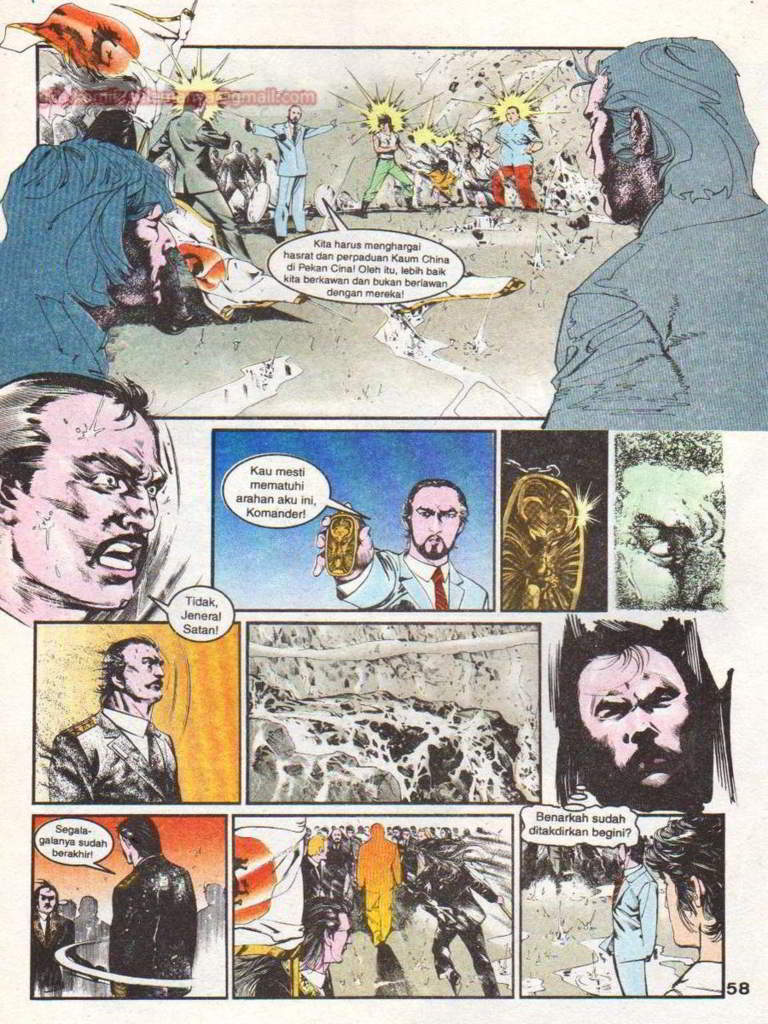 Kita harus menghargai
hasrat dan perpaduan Kaum China
di Pekan Cina! Oleh itu, lebih baik
kita berkawan dan bukan berlawan
dengan mereka!
Kau mesti
mematuhi
arahan aku ini,
Komander!
Tidak,
Jeneral
Satan!
Segala-
galanya sudah
berakhir!
Benarkah sudah
ditakdirkan begini?
58